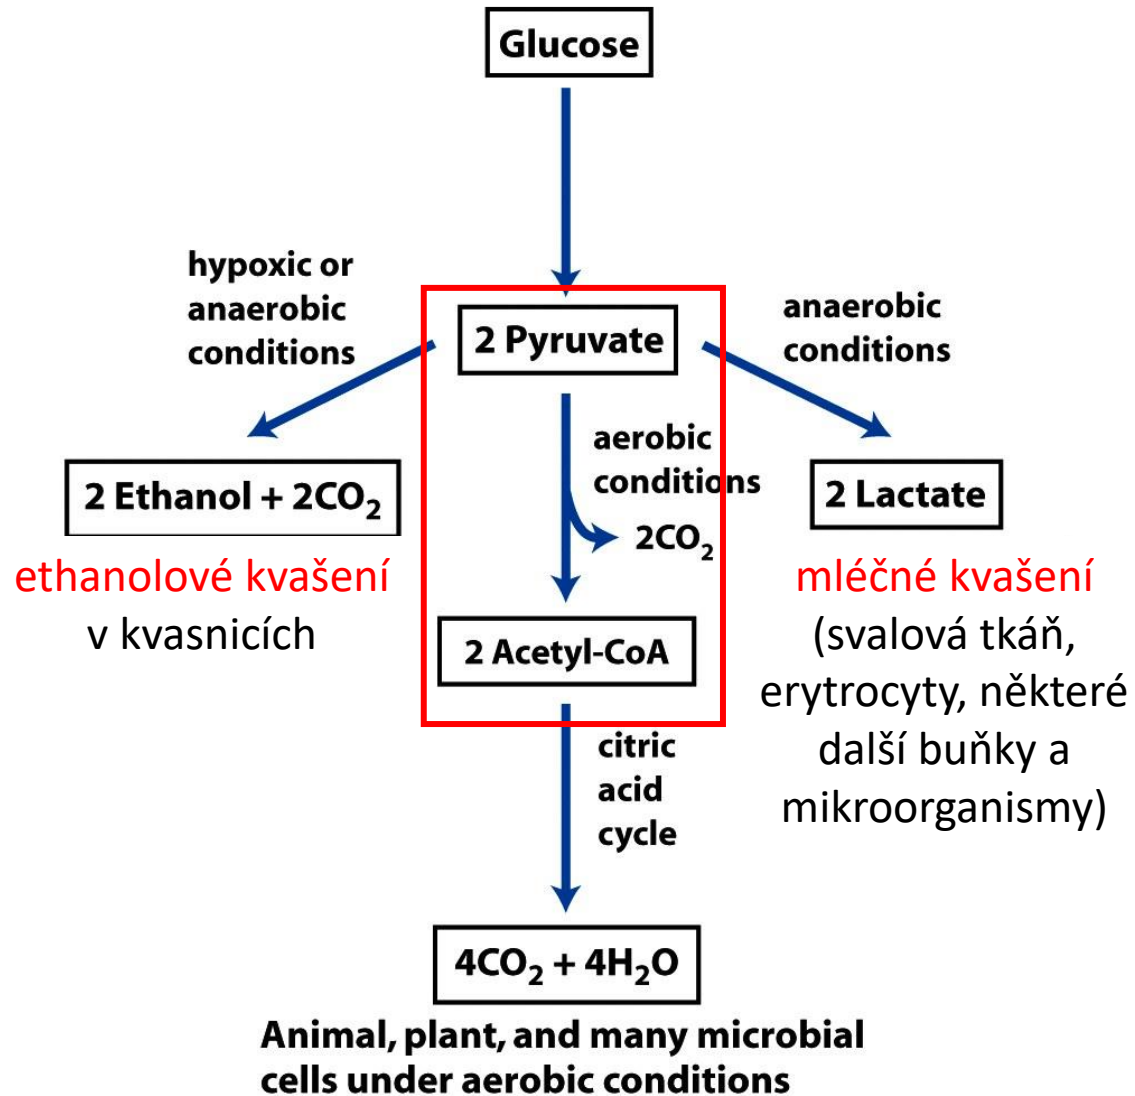 Glucose
hypoxic or
anaerobic
conditions
2 Pyruvate
anaerobic
conditions
aerobic
conditions
2CO₂
2 Ethanol + 2CO₂
ethanolové kvašení
v kvasnicích
2 Lactate
mléčné kvašení
(svalová tkáň,
erytrocyty, některé
další buňky a
mikroorganismy)
2 Acetyl-CoA
citric
acid
cycle
4CO₂ + 4H₂O
Animal, plant, and many microbial
cells under aerobic conditions